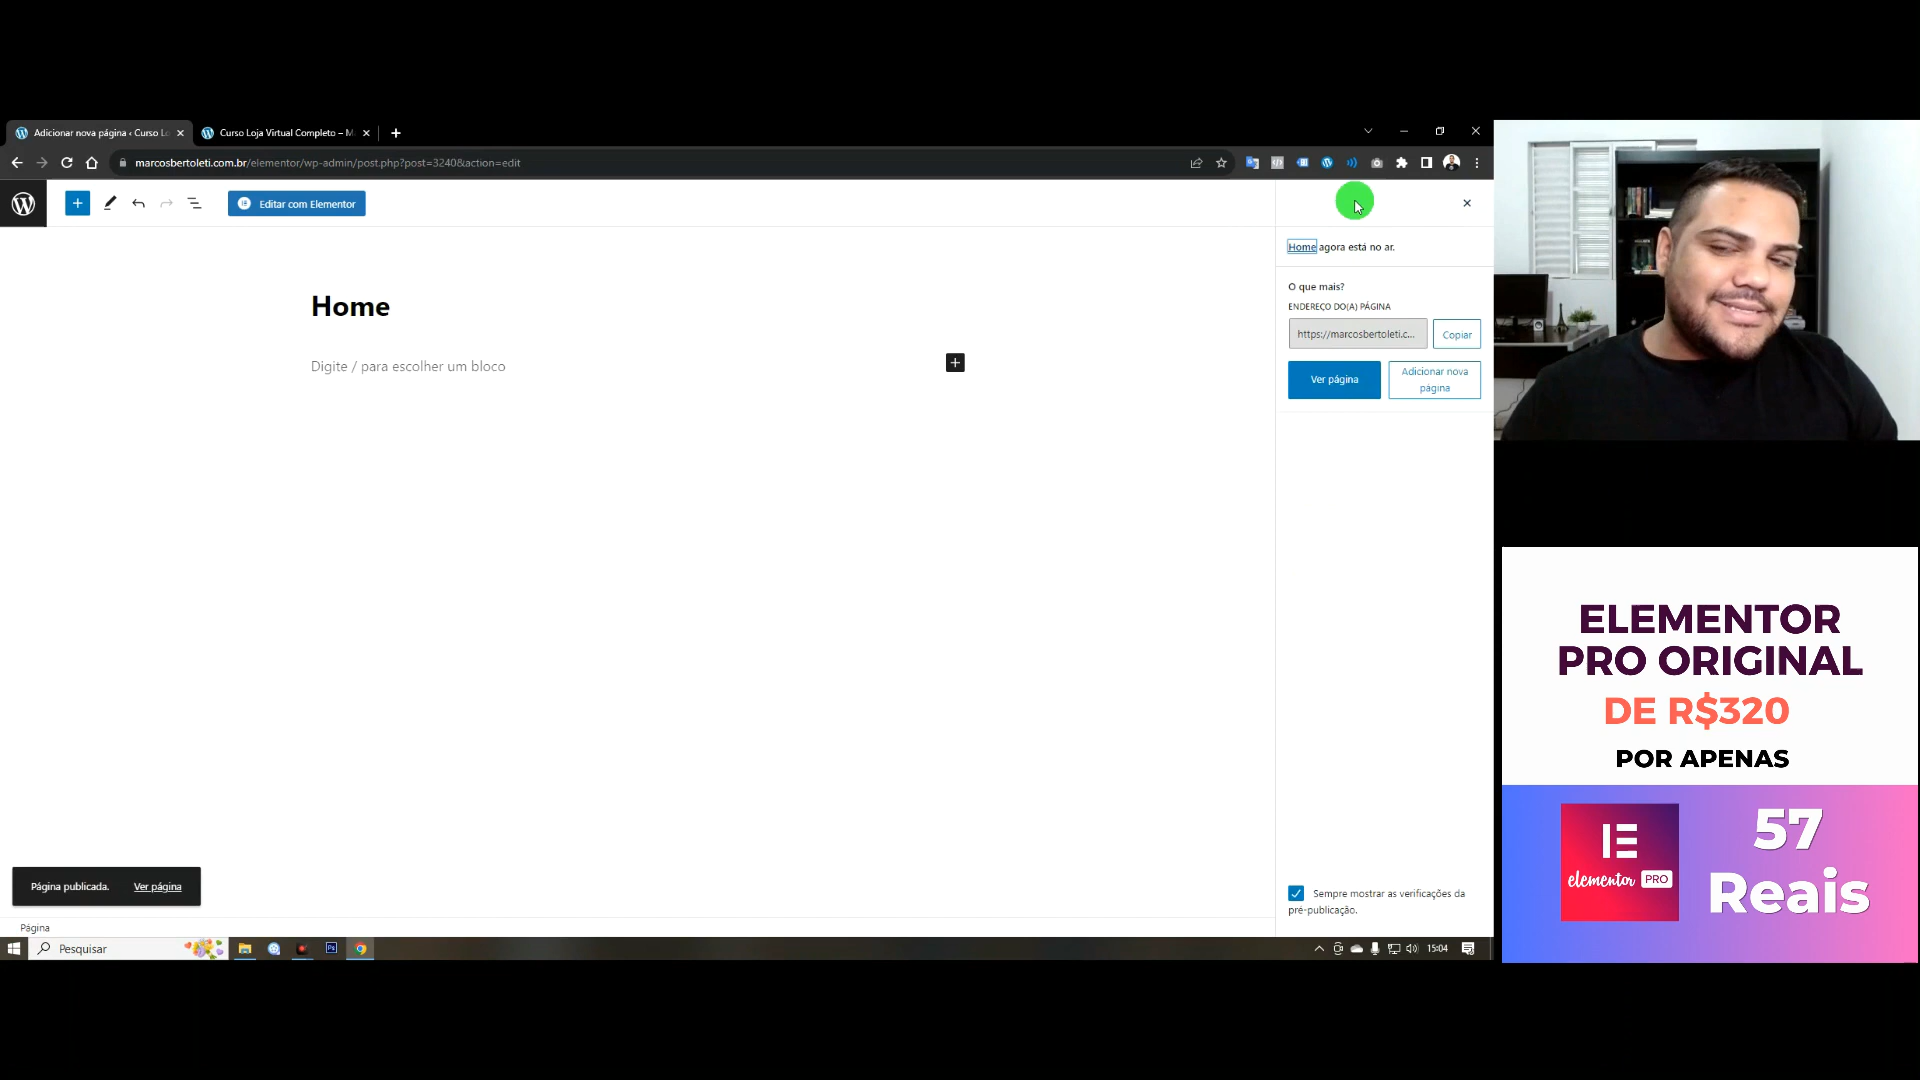 Adicionar nova página ‹ Curso Lo
Curso Loja Virtual Completo – M
marcosbertoleti.com.br/elementor/wp-admin/post.php?post=3240&action=edit
Editar com Elementor
Home agora está no ar.
O que mais?
ENDEREÇO DO(A) PÁGINA
https://marcosbertoleti.c...
Copiar
Ver página
Adicionar nova
página
Home
Digite / para escolher um bloco
Sempre mostrar as verificações da
pré-publicação.
Página publicada.
Ver página
Página
Pesquisar
Ps
15:04
ELEMENTOR
PRO ORIGINAL
DE R$320
POR APENAS
elementor PRO
57
Reais